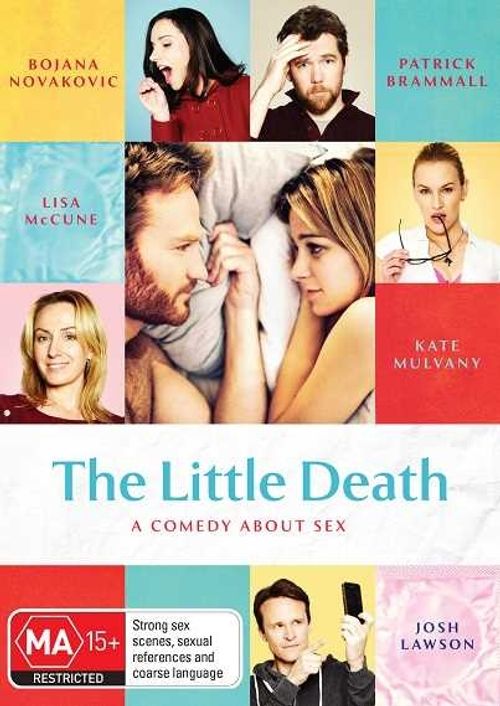 BOJANA
NOVAKOVIC
PATRICK
BRAMMALL
LISA
McCUNE
KATE
MULVANY
The Little Death
A COMEDY ABOUT SEX
MA 15+
RESTRICTED
Strong sex
scenes, sexual
references and
coarse language
JOSH
LAWSON